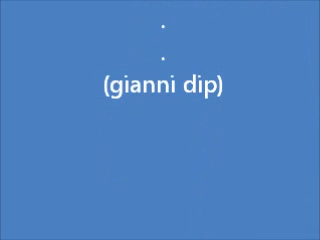 .
.
(gianni dip)